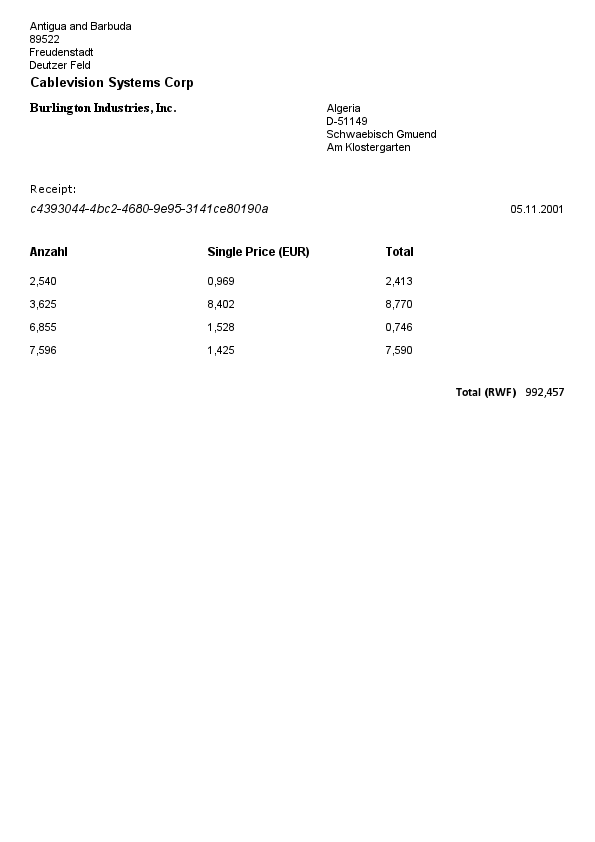 Antigua and Barbuda
89522
Freudenstadt
Deutzer Feld
Cablevision Systems Corp
Burlington Industries, Inc.
Algeria
D-51149
Schwaebisch Gmuend
Am Klostergarten
Receipt:
c4393044-4bc2-4680-9e95-3141ce80190a 05.11.2001
Anzahl Single Price (EUR) Total
2,540 0,969 2,413
3,625 8,402 8,770
6,855 1,528 0,746
7,596 1,425 7,590
Total (RWF) 992,457